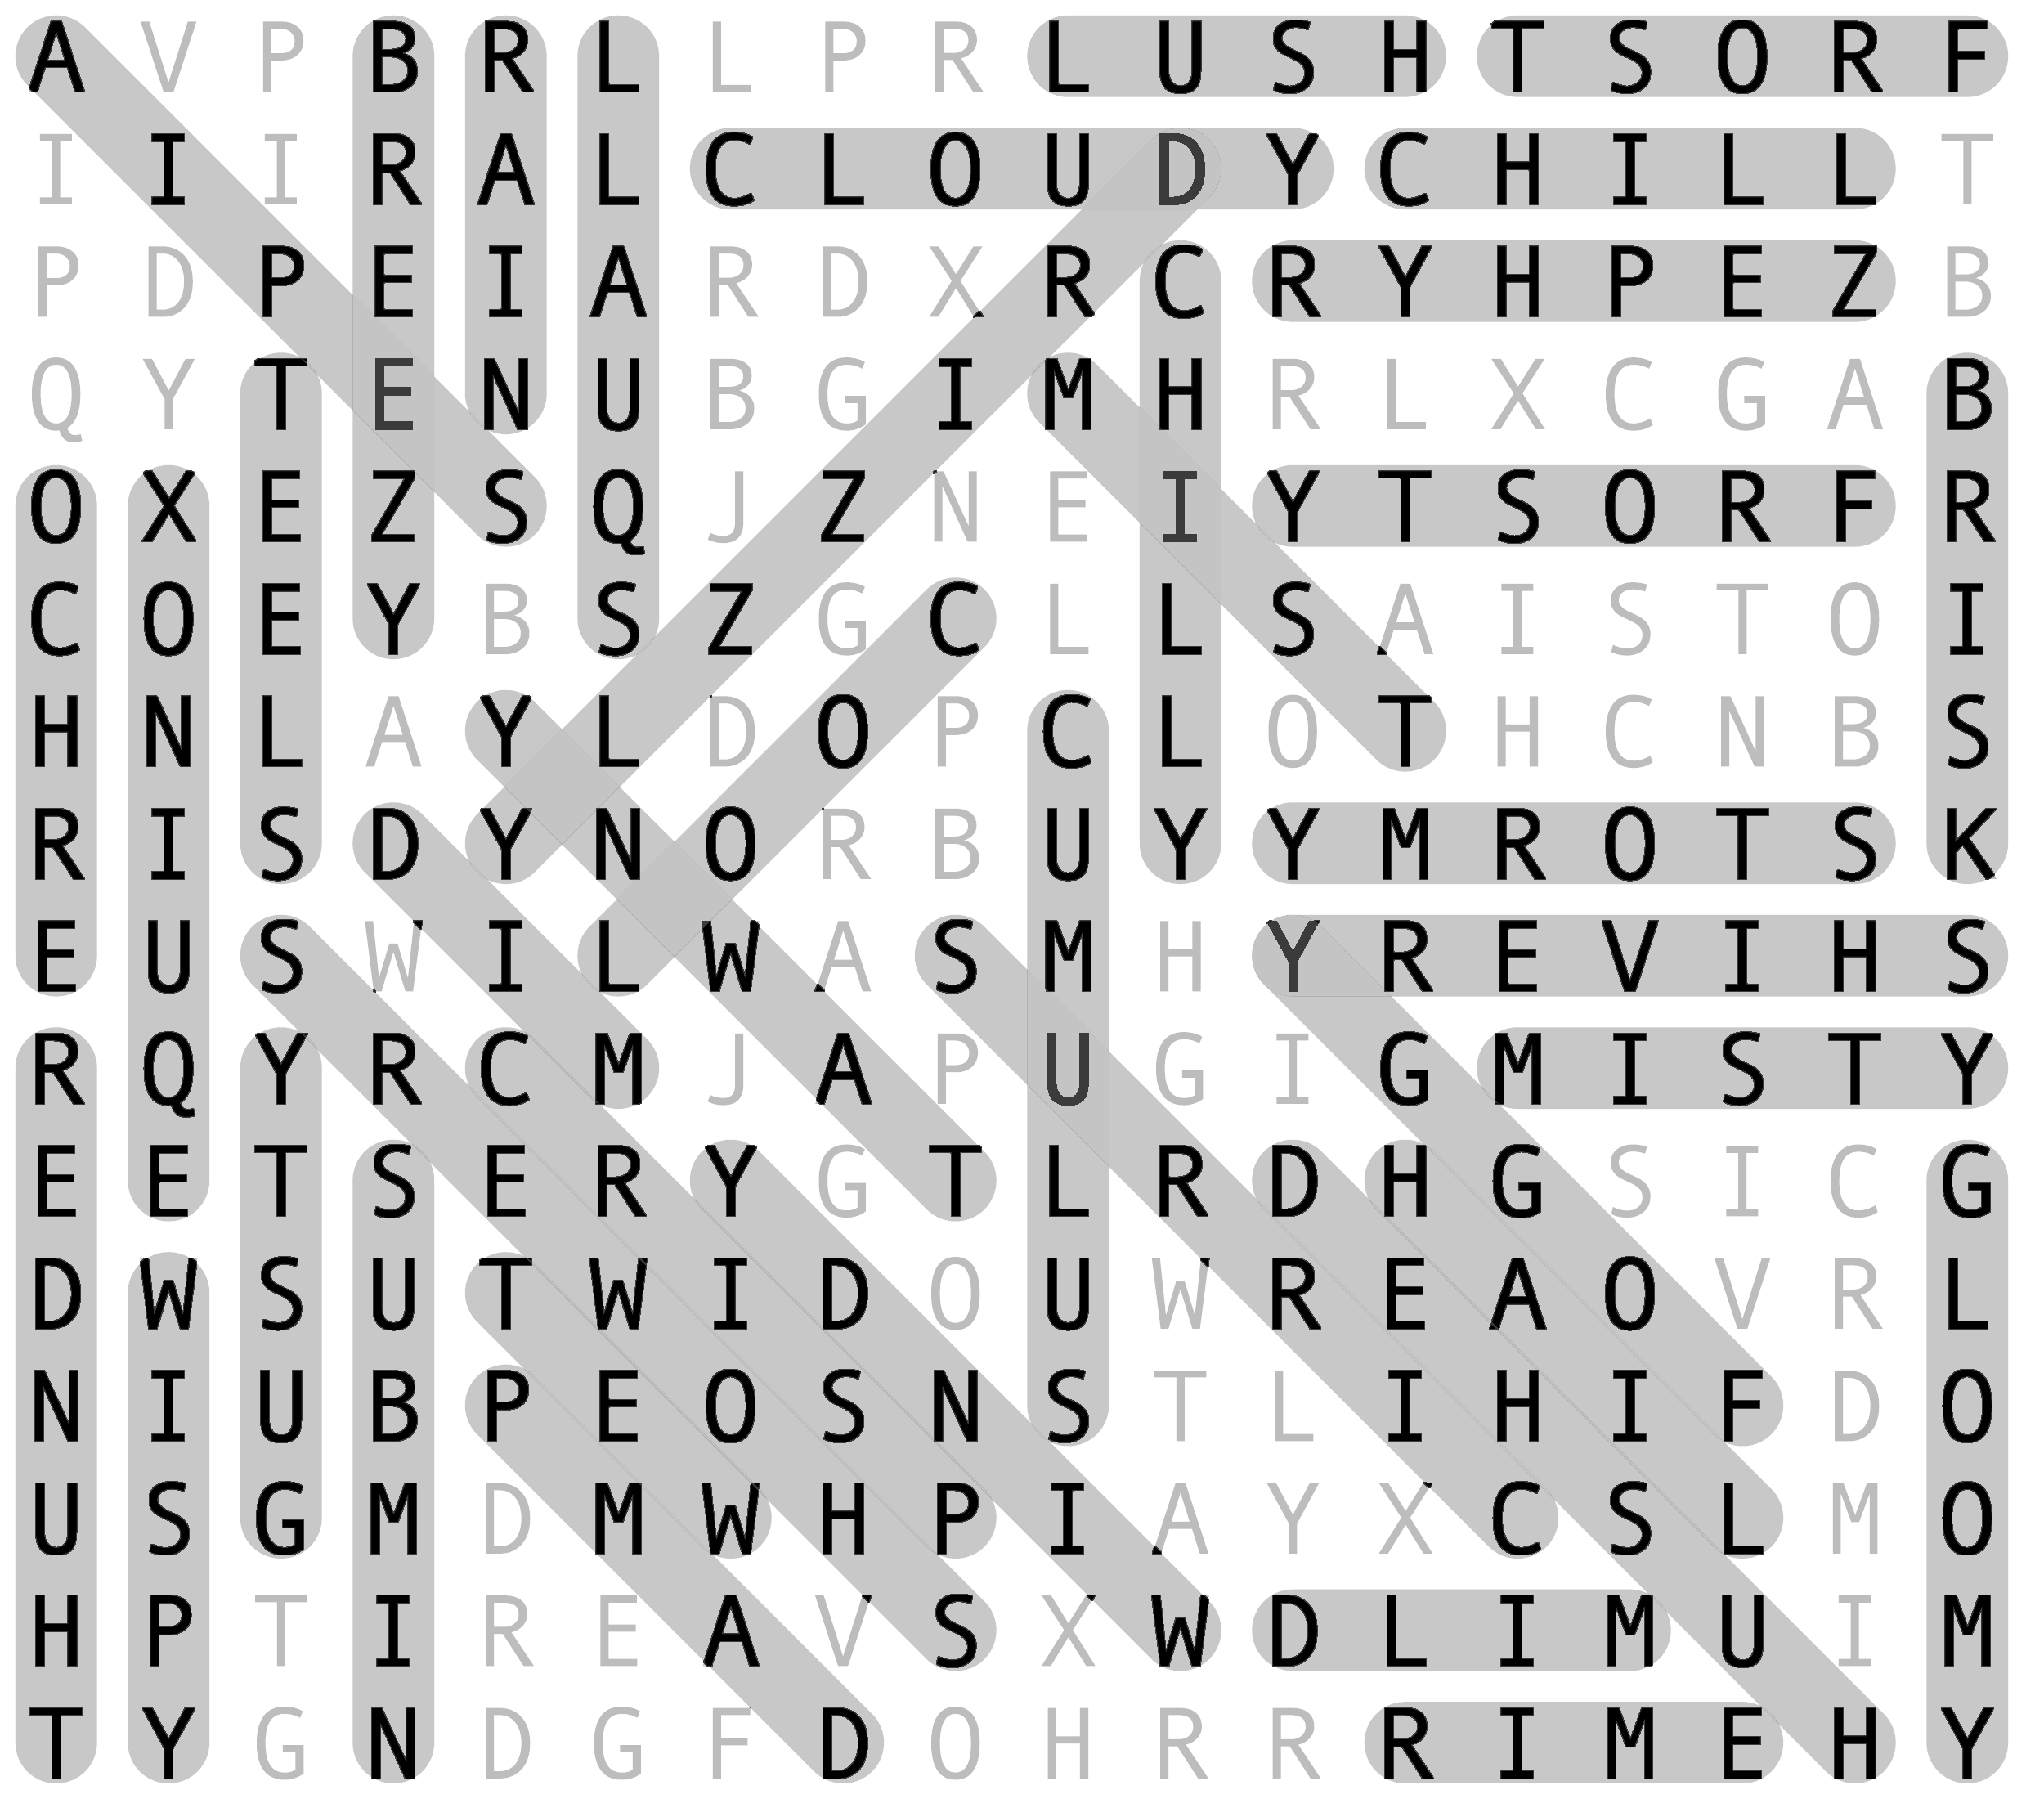 A V P B R L L P R L U S H T S O R F
I I I R A L C L O U D Y C H I L L T
P D P E I A R D X R C R Y H P E Z B
Q Y T E N U B G I M H R L X C G A B
O X E Z S Q J Z N E I Y T S O R F R
C O E Y B S Z G C L L S A I S T O I
H N L A Y L D O P C L O T H C N B S
R I S D Y N O R B U Y Y M R O T S K
E U S W I L W A S M H Y R E V I H S
R Q Y R C M J A P U G I G M I S T Y
E E T S E R Y G T L R D H G S I C G
D W S U T W I D O U W R E A O V R L
N I U B P E O S N S T L I H I F D O
U S G M D M W H P I A Y X C S L M O
H P T I R E A V S X W D L I M U I M
T Y G N D G F D O H R R R I M E H Y